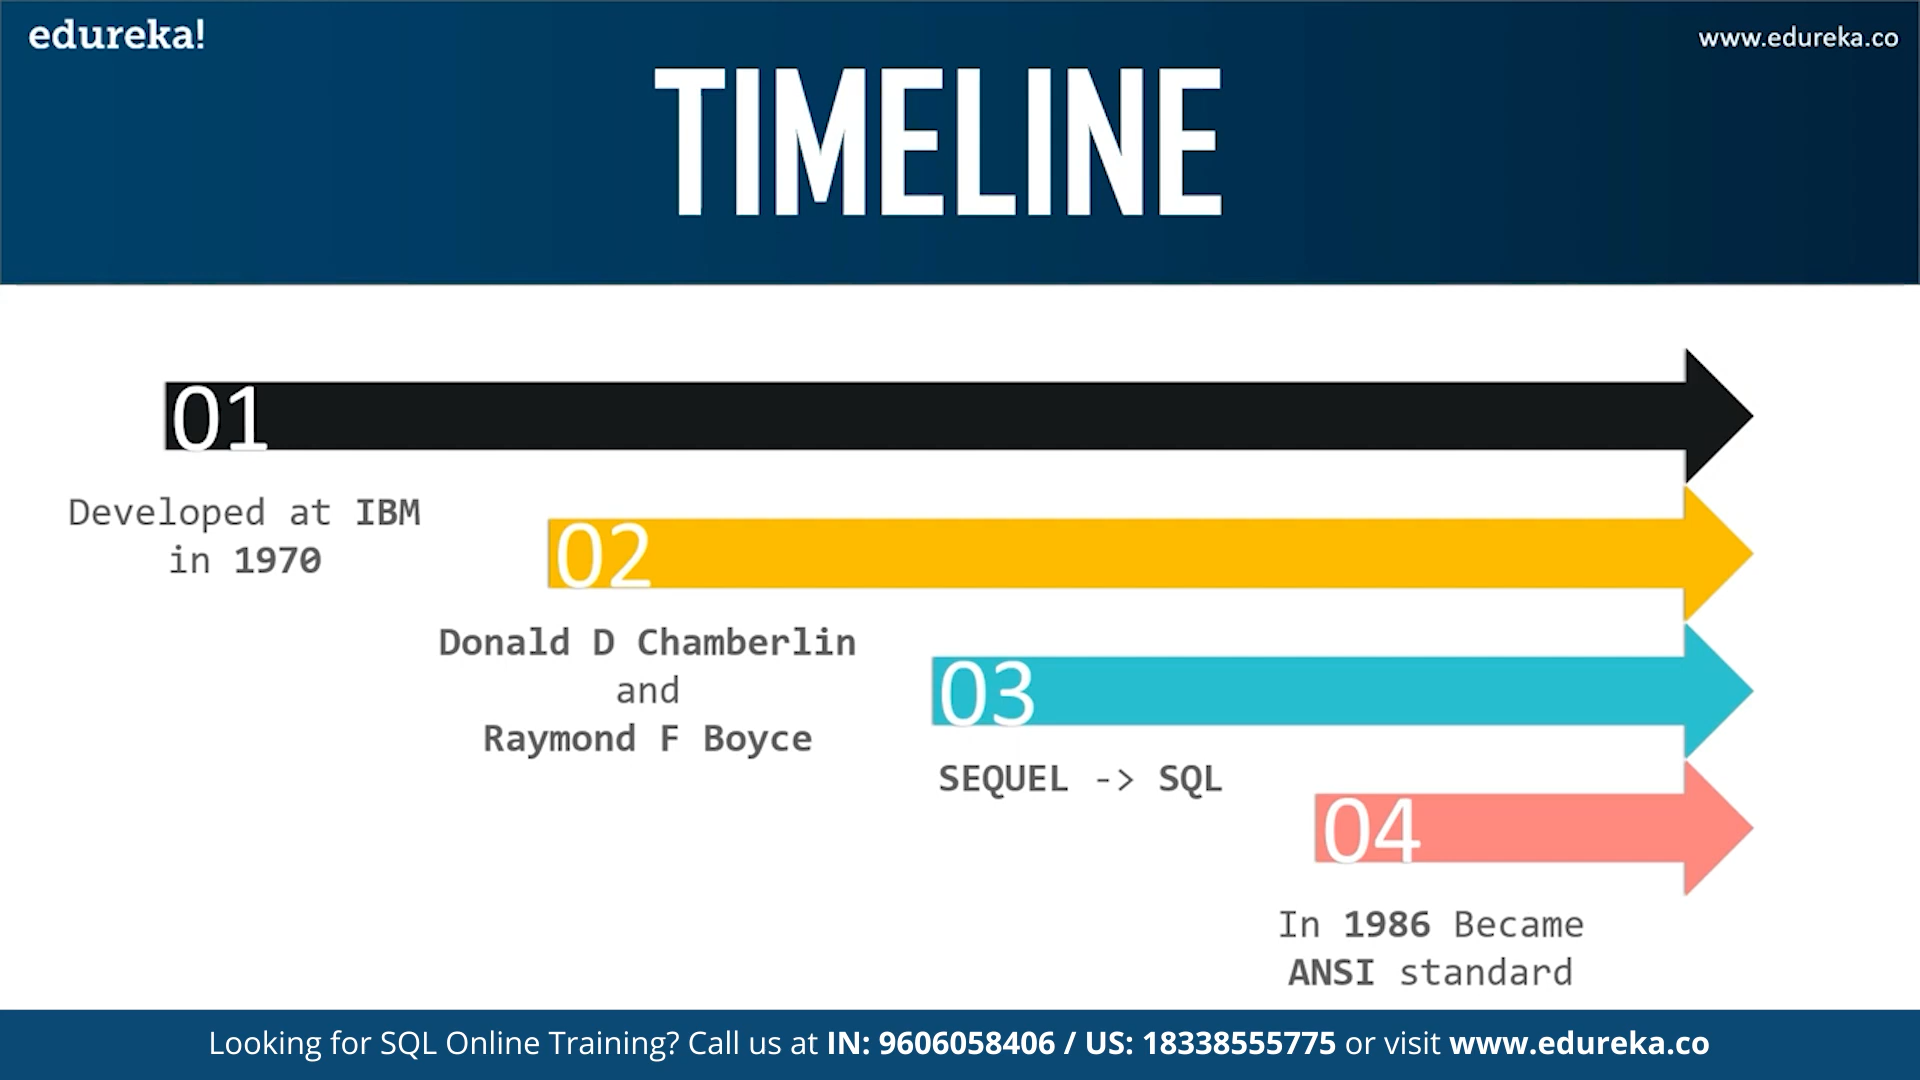 edureka!
www.edureka.co
TIMELINE
01
Developed at IBM
in 1970
02
Donald D Chamberlin
and
Raymond F Boyce
03
SEQUEL -> SQL
04
In 1986 Became
ANSI standard
Looking for SQL Online Training? Call us at IN: 9606058406 / US: 18338555775 or visit www.edureka.co